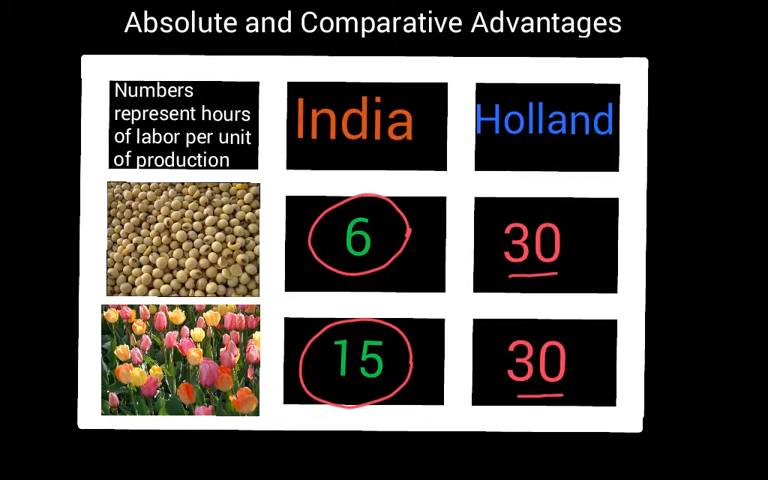 Absolute and Comparative Advantages
Numbers
represent hours
of labor per unit
of production
India
Holland
6
30
15
30